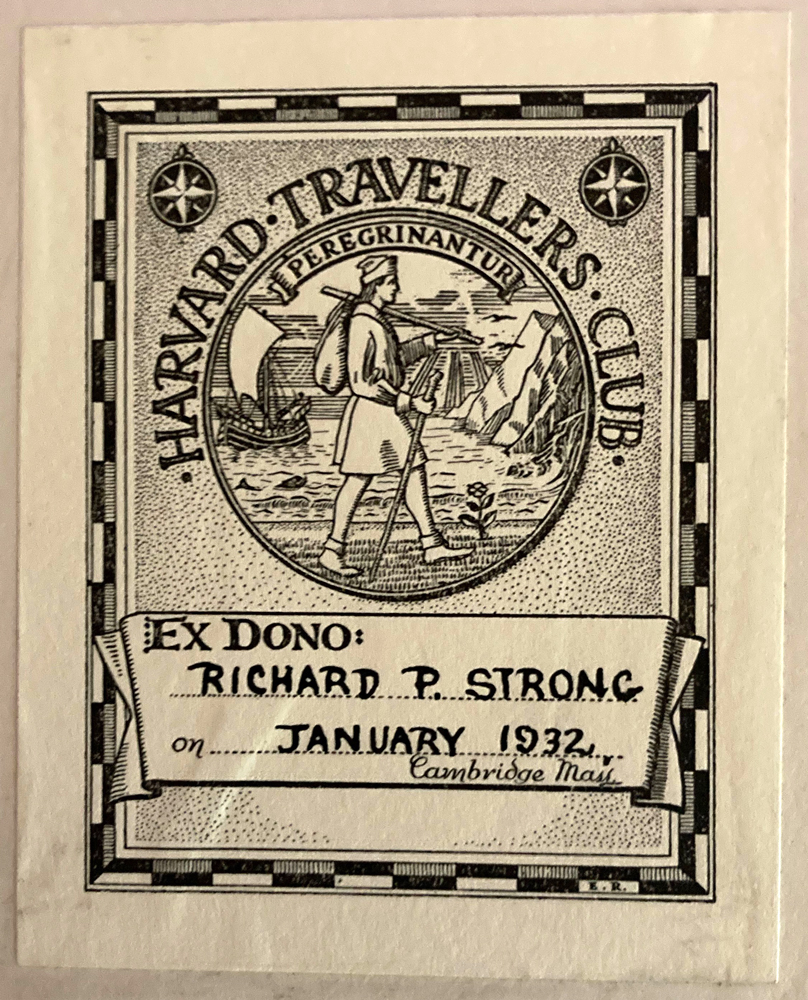 ·HARVARD·TRAVELLERS·CLUB·
PEREGRINANTUR
EX DONO:
RICHARD P. STRONG
on JANUARY 1932
Cambridge Mass.
E.R.